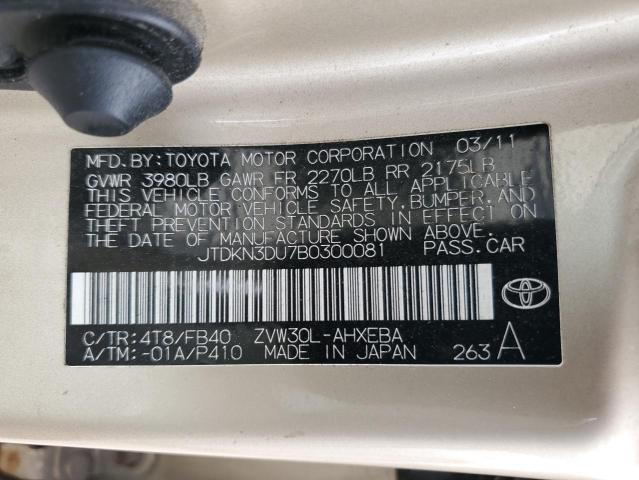 MFD. BY: TOYOTA MOTOR CORPORATION 03/11
GVWR 3980LB GAWR FR 2270LB RR 2175LB
THIS VEHICLE CONFORMS TO ALL APPLICABLE
FEDERAL MOTOR VEHICLE SAFETY, BUMPER, AND
THEFT PREVENTION STANDARDS IN EFFECT ON
THE DATE OF MANUFACTURE SHOWN ABOVE.
JTDKN3DU7B0300081 PASS. CAR
C/TR: 4T8/FB40 ZVW30L-AHXEBA
A/TM: -01A/P410 MADE IN JAPAN 263 A